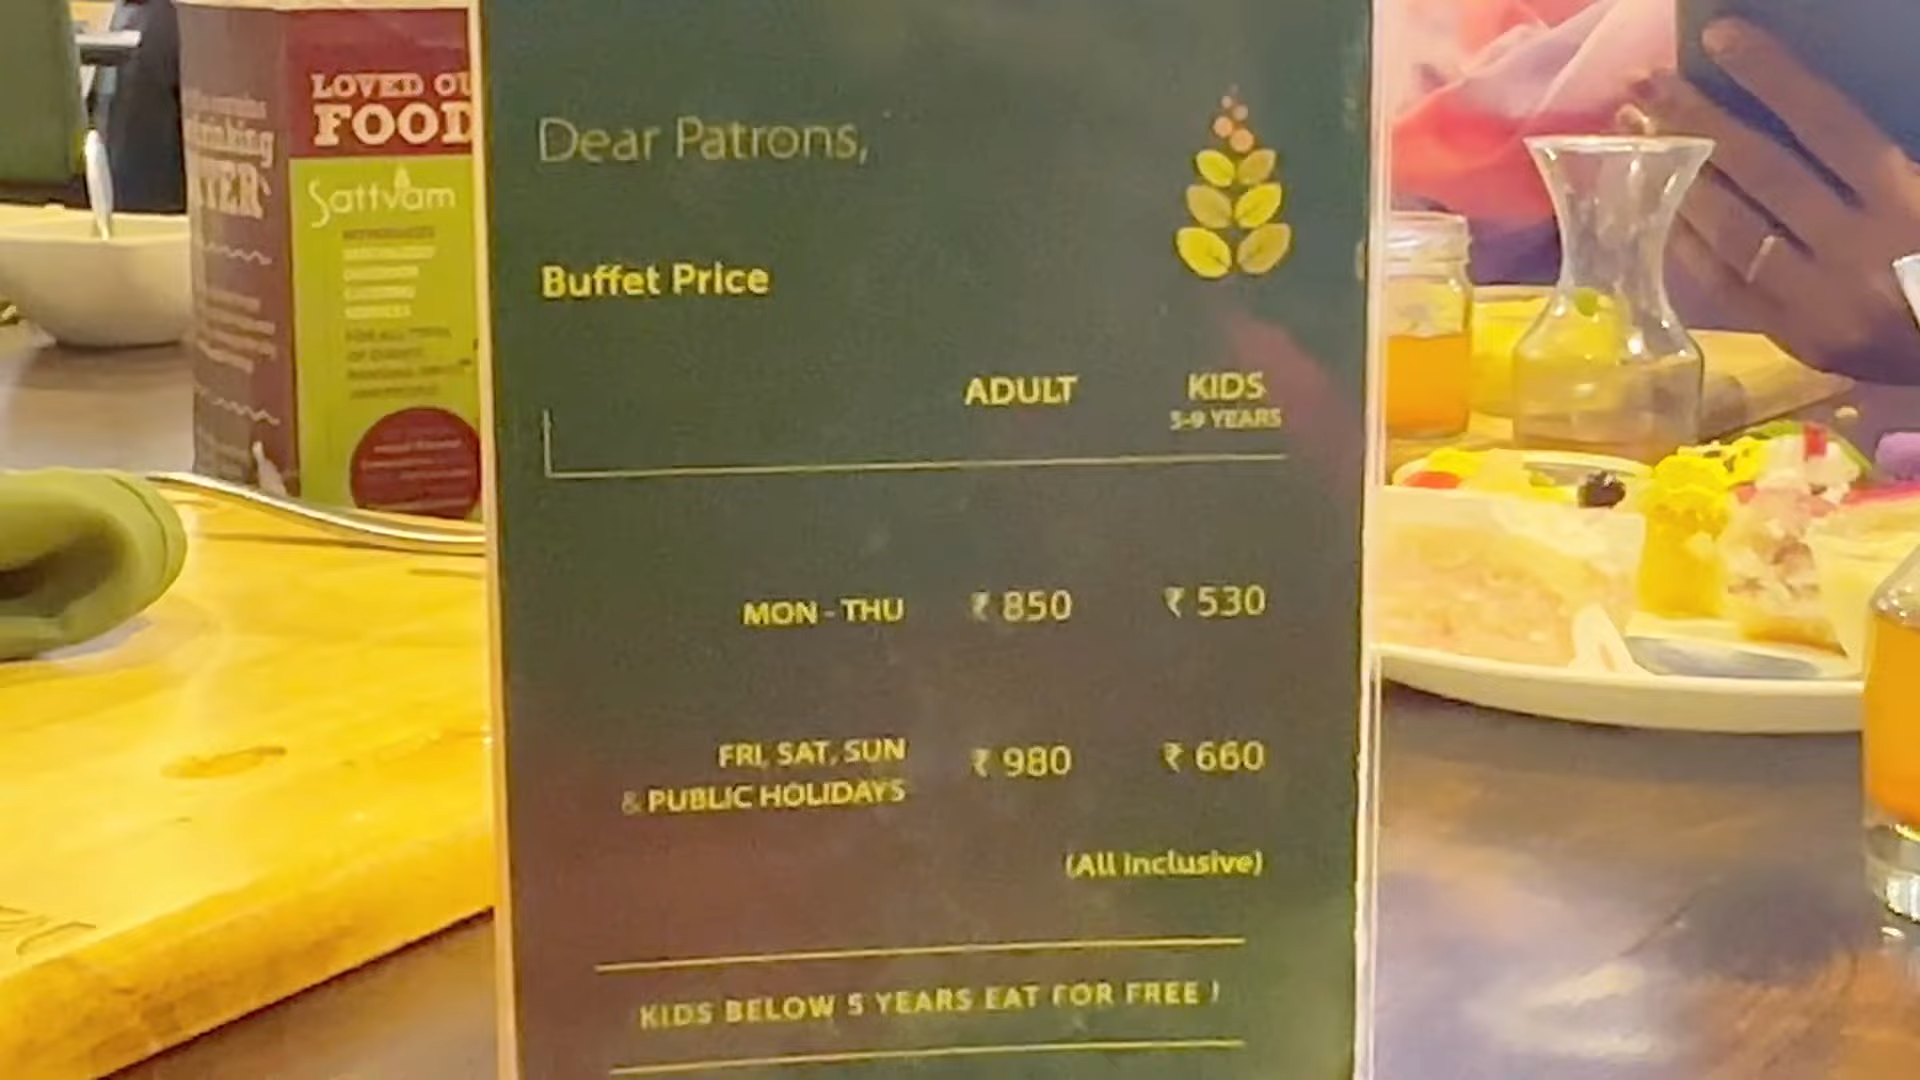 LOVED OU
FOOD
drinking
Sattvam
Dear Patrons,
Buffet Price
ADULT KIDS
5-9 YEARS
MON - THU ₹ 850 ₹ 530
FRI, SAT, SUN ₹ 980 ₹ 660
& PUBLIC HOLIDAYS
(All inclusive)
KIDS BELOW 5 YEARS EAT FOR FREE !